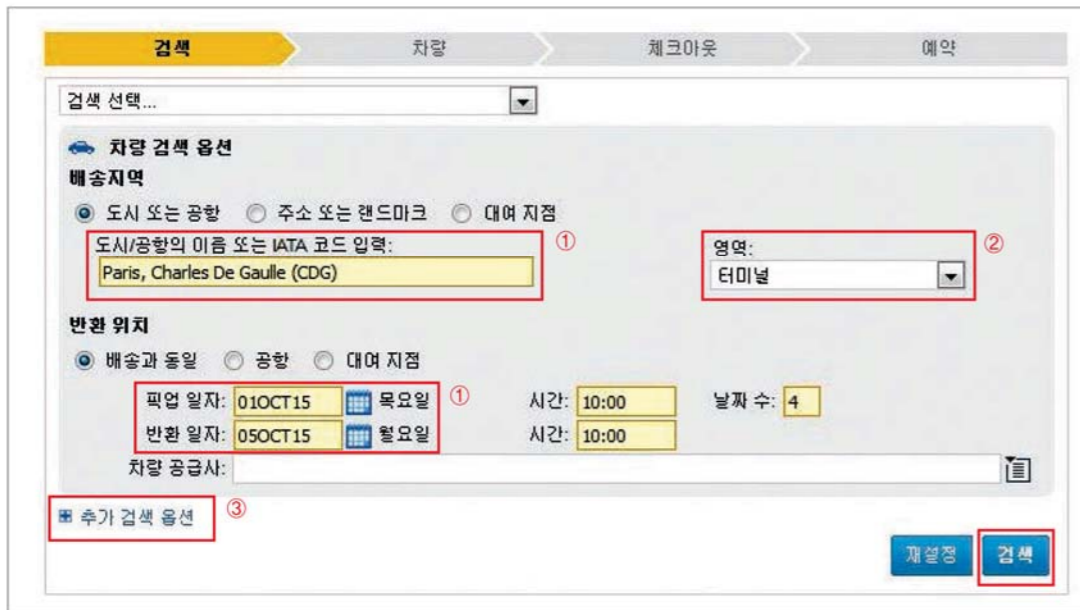 검색 차량 체크아웃 예약
검색 선택...
차량 검색 옵션
배송지역
도시 또는 공항 주소 또는 랜드마크 대여 지점
도시/공항의 이름 또는 IATA 코드 입력: ① 영역: ②
Paris, Charles De Gaulle (CDG) 터미널
반환 위치
배송과 동일 공항 대여 지점
픽업 일자: 01OCT15 목요일 ① 시간: 10:00 날짜 수: 4
반환 일자: 05OCT15 월요일 시간: 10:00
차량 공급사:
추가 검색 옵션 ③
재설정 검색